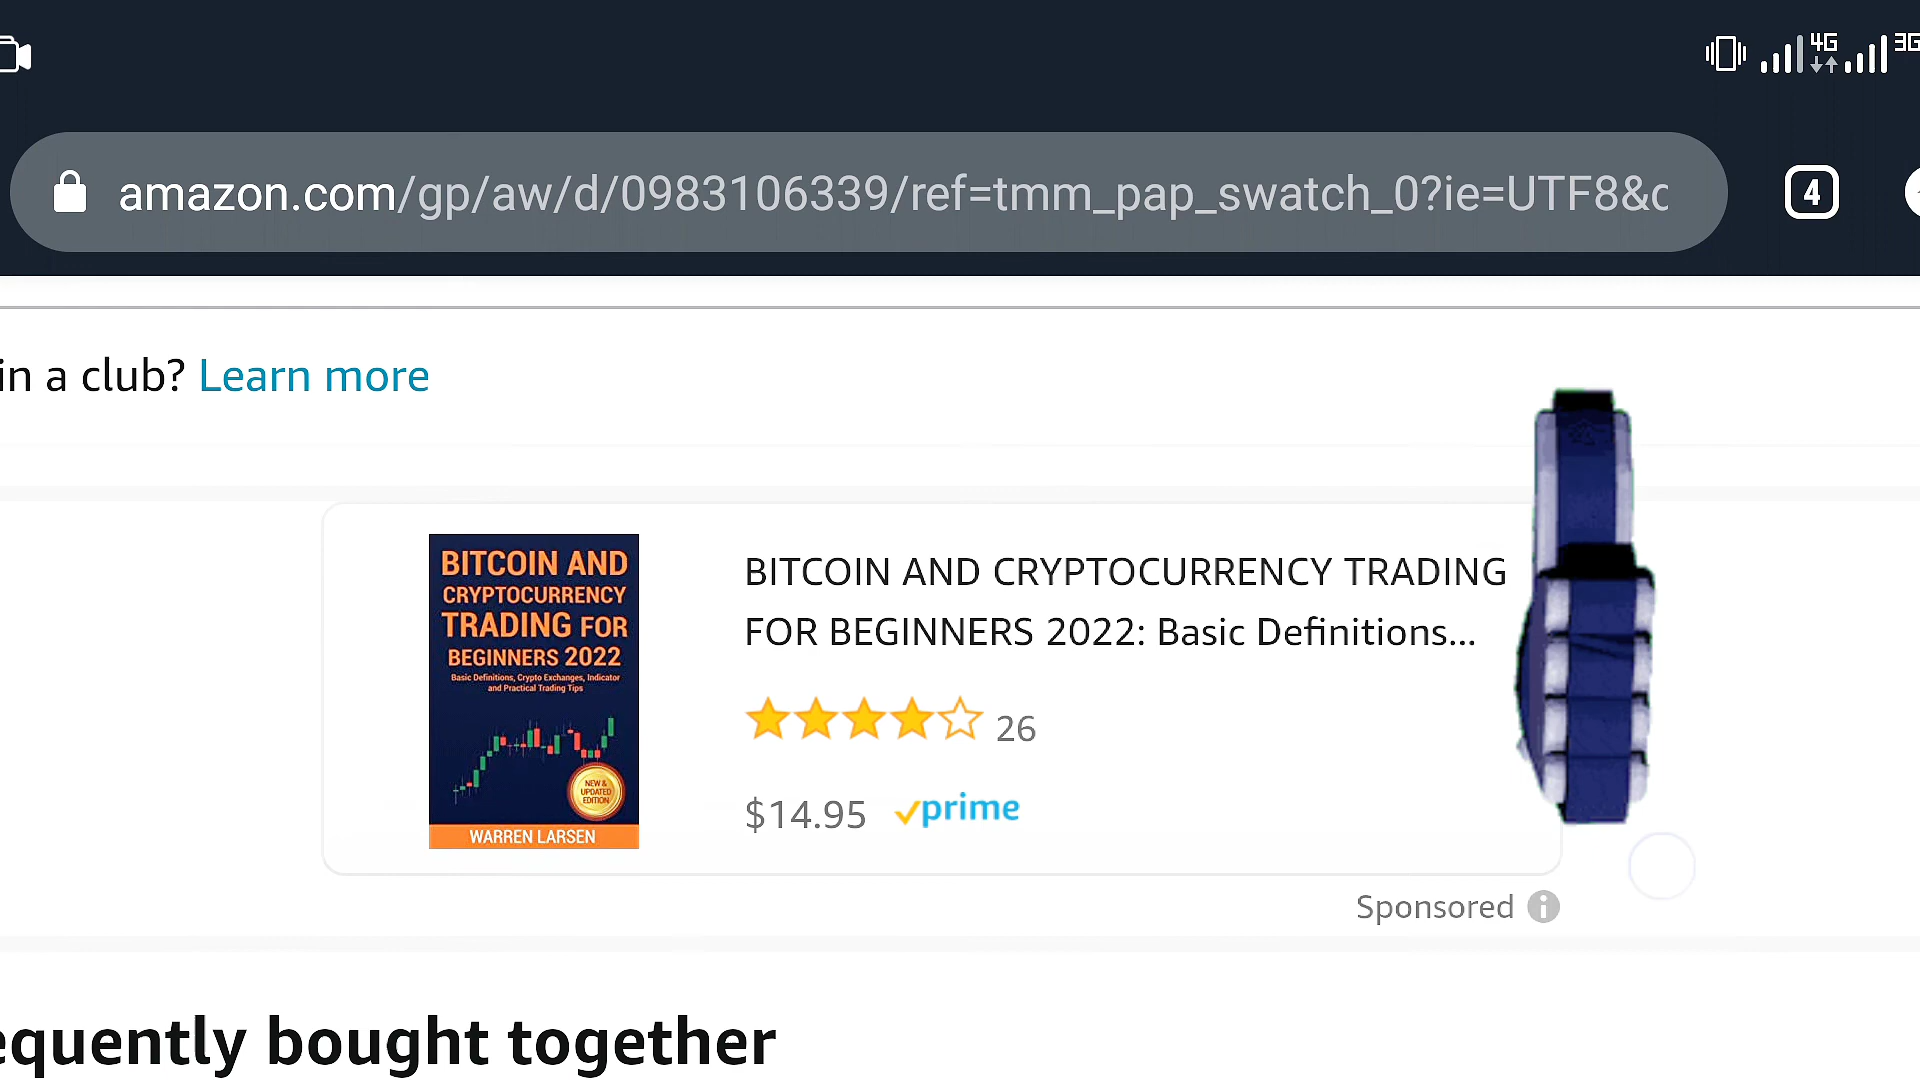 4G
3G
amazon.com/gp/aw/d/0983106339/ref=tmm_pap_swatch_0?ie=UTF8&c
4
in a club? Learn more
BITCOIN AND
CRYPTOCURRENCY
TRADING FOR
BEGINNERS 2022
Basic Definitions, Crypto Exchanges, Indicator
and Practical Trading Tips
NEW &
UPDATED
EDITION
WARREN LARSEN
BITCOIN AND CRYPTOCURRENCY TRADING
FOR BEGINNERS 2022: Basic Definitions...
26
$14.95 prime
Sponsored
equently bought together